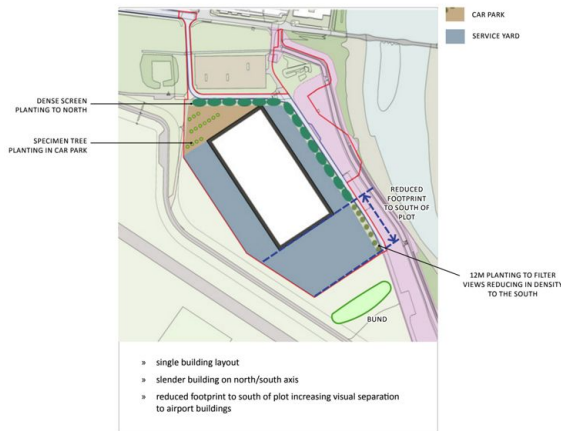 CAR PARK
SERVICE YARD
DENSE SCREEN
PLANTING TO NORTH
SPECIMEN TREE
PLANTING IN CAR PARK
REDUCED
FOOTPRINT
TO SOUTH OF
PLOT
12M PLANTING TO FILTER
VIEWS REDUCING IN DENSITY
TO THE SOUTH
BUND
» single building layout
» slender building on north/south axis
» reduced footprint to south of plot increasing visual separation
to airport buildings